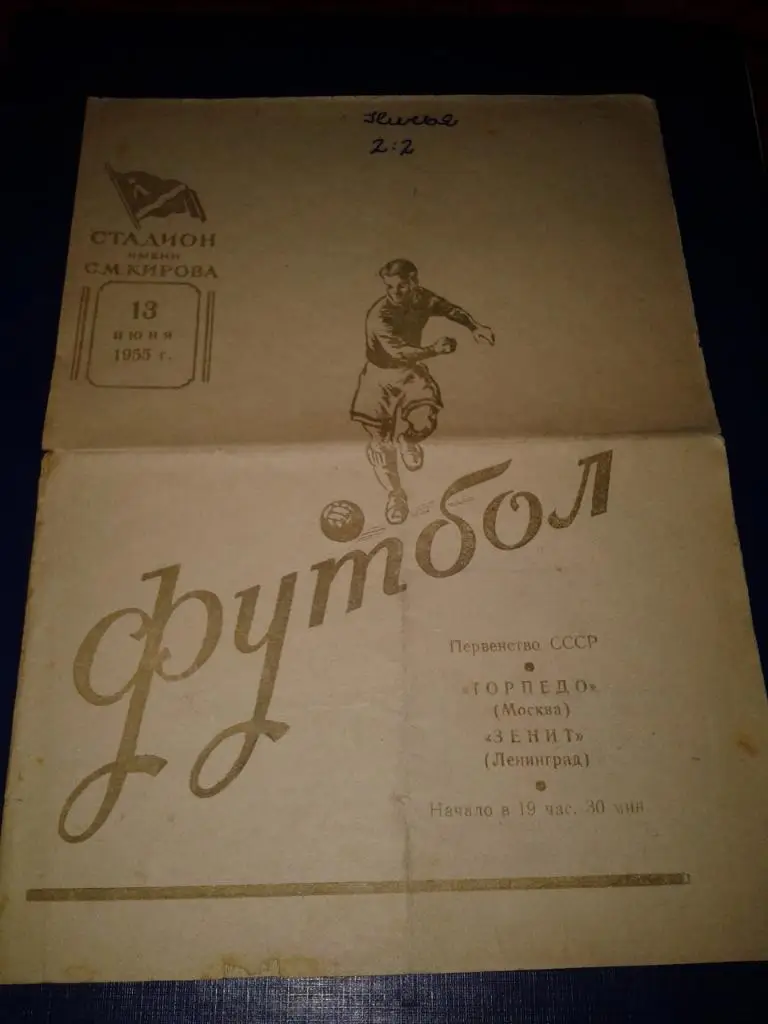 Ничья
2:2
СТАДИОН
ИМЕНИ
С.М.КИРОВА
13
июня
1955 г.
футбол
Первенство СССР
«ТОРПЕДО»
(Москва)
«ЗЕНИТ»
(Ленинград)
Начало в 19 час. 30 мин